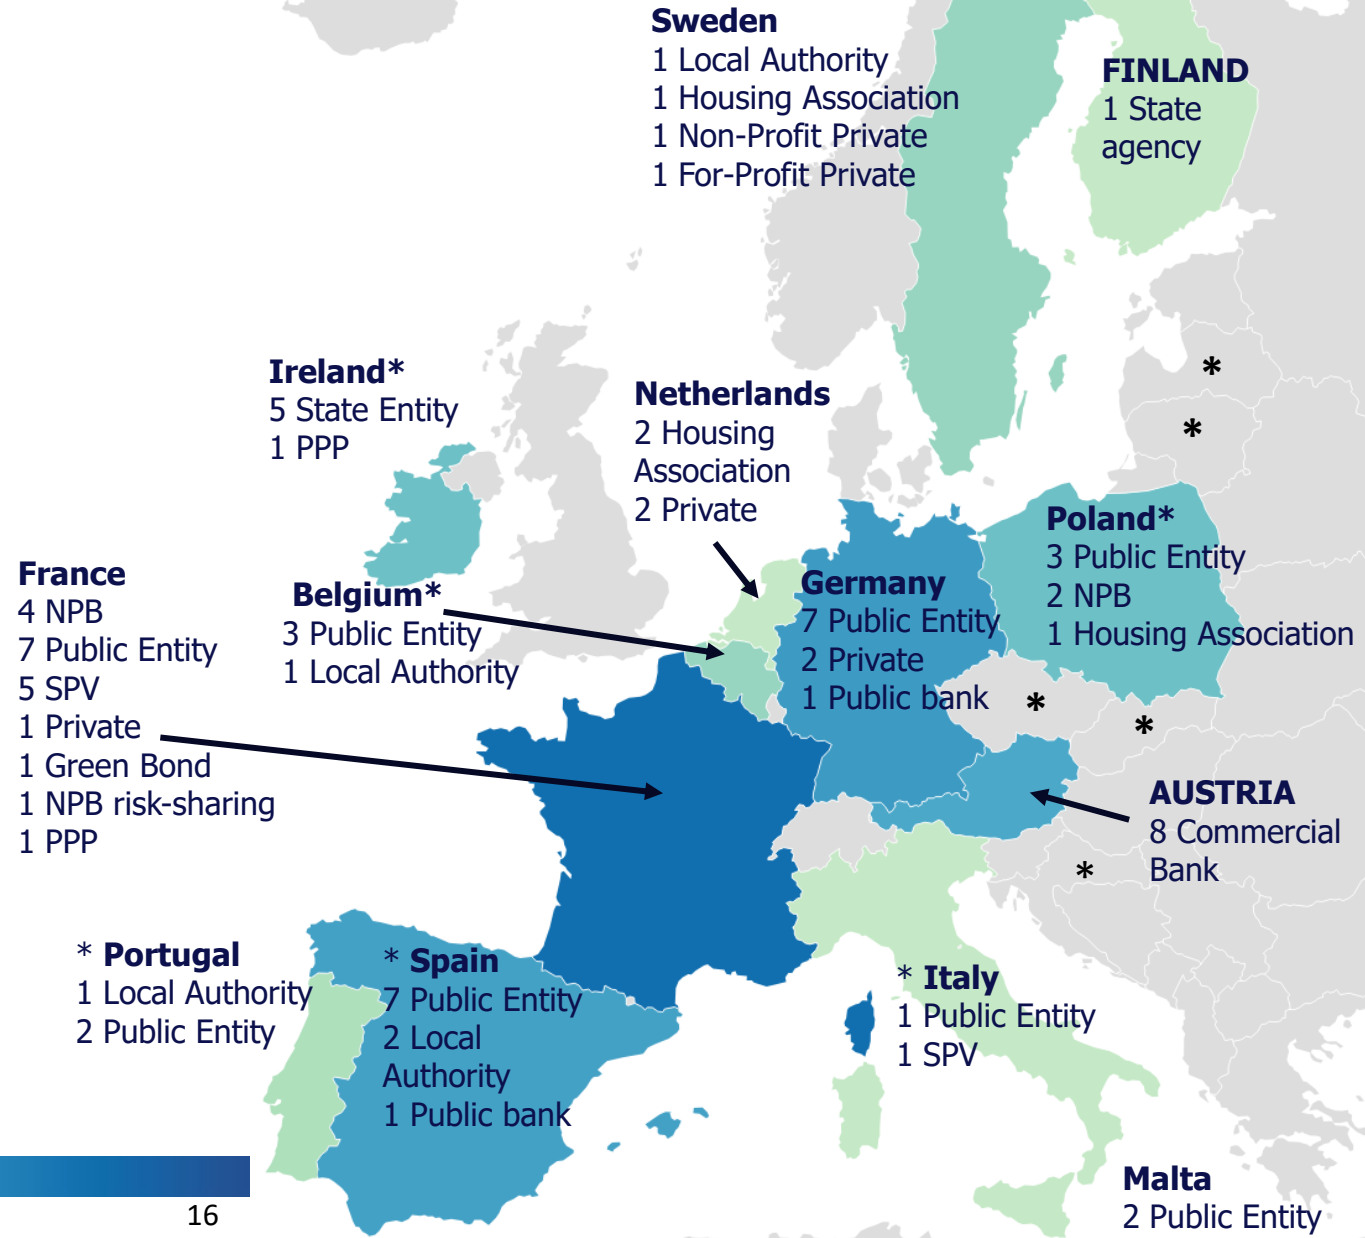 Sweden
1 Local Authority
1 Housing Association
1 Non-Profit Private
1 For-Profit Private
FINLAND
1 State
agency
Ireland*
5 State Entity
1 PPP
Netherlands
2 Housing
Association
2 Private
*
*
Poland*
3 Public Entity
2 NPB
1 Housing Association
France
4 NPB
7 Public Entity
5 SPV
1 Private
1 Green Bond
1 NPB risk-sharing
1 PPP
Belgium*
3 Public Entity
1 Local Authority
Germany
7 Public Entity
2 Private
1 Public bank
*
*
AUSTRIA
8 Commercial
Bank
*
* Portugal
1 Local Authority
2 Public Entity
* Spain
7 Public Entity
2 Local
Authority
1 Public bank
* Italy
1 Public Entity
1 SPV
Malta
2 Public Entity
16